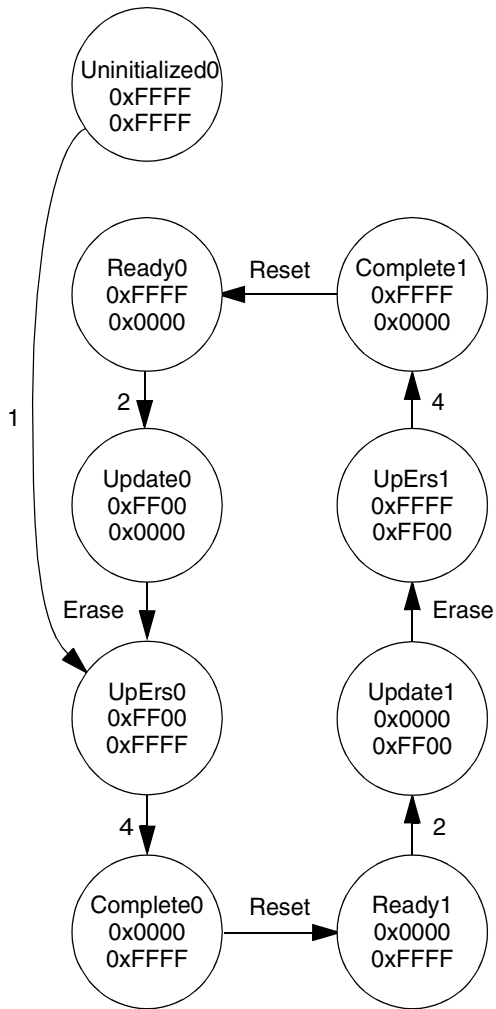 Uninitialized0
0xFFFF
0xFFFF
Ready0
0xFFFF
0x0000
Reset
Complete1
0xFFFF
0x0000
1
2
4
Update0
0xFF00
0x0000
UpErs1
0xFFFF
0xFF00
Erase
Erase
UpErs0
0xFF00
0xFFFF
Update1
0x0000
0xFF00
4
2
Complete0
0x0000
0xFFFF
Reset
Ready1
0x0000
0xFFFF